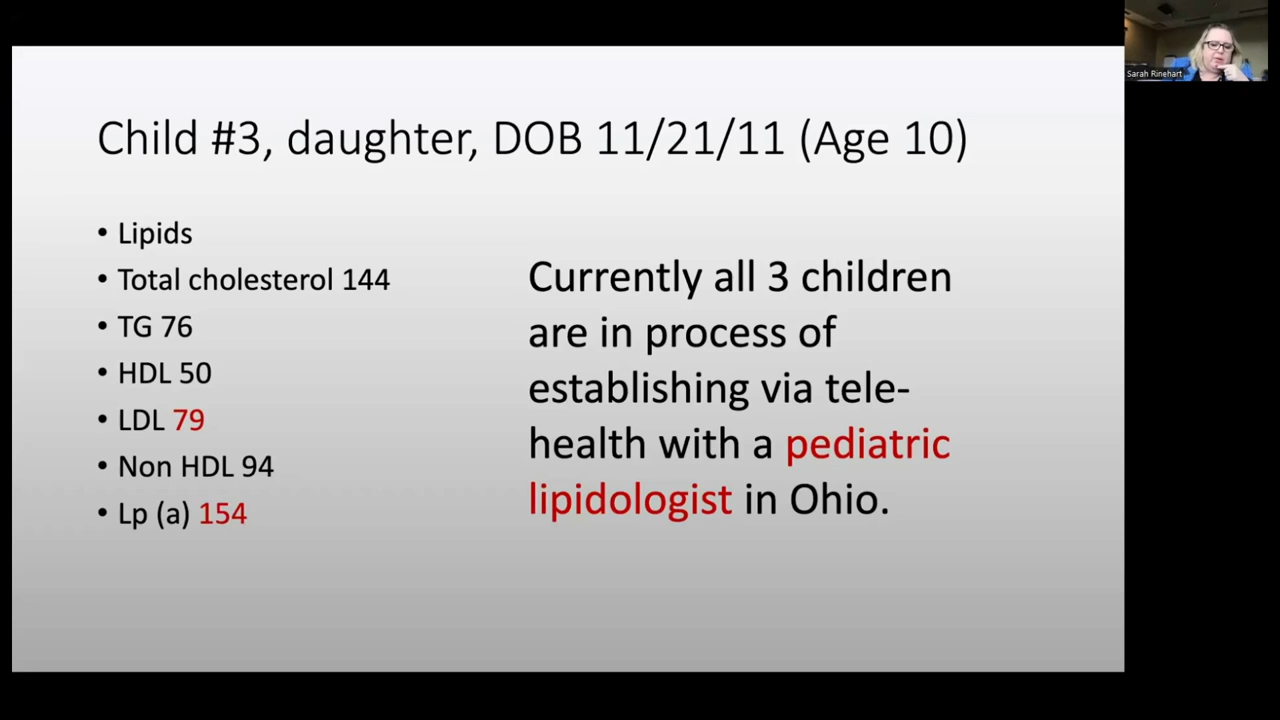 Sarah Rinehart
Child #3, daughter, DOB 11/21/11 (Age 10)
• Lipids
• Total cholesterol 144
• TG 76
• HDL 50
• LDL 79
• Non HDL 94
• Lp (a) 154
Currently all 3 children
are in process of
establishing via tele-
health with a pediatric
lipidologist in Ohio.